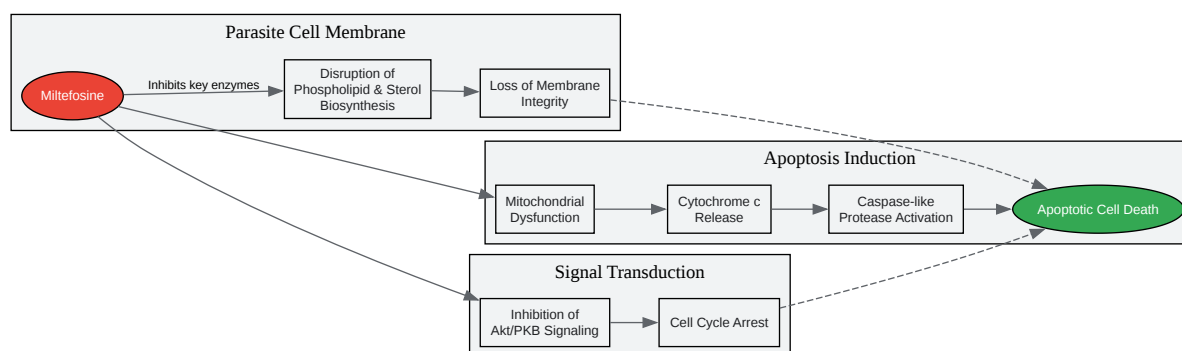 Parasite Cell Membrane
Miltefosine
Inhibits key enzymes
Disruption of
Phospholipid & Sterol
Biosynthesis
Loss of Membrane
Integrity
Apoptosis Induction
Mitochondrial
Dysfunction
Cytochrome c
Release
Caspase-like
Protease Activation
Apoptotic Cell Death
Signal Transduction
Inhibition of
Akt/PKB Signaling
Cell Cycle Arrest